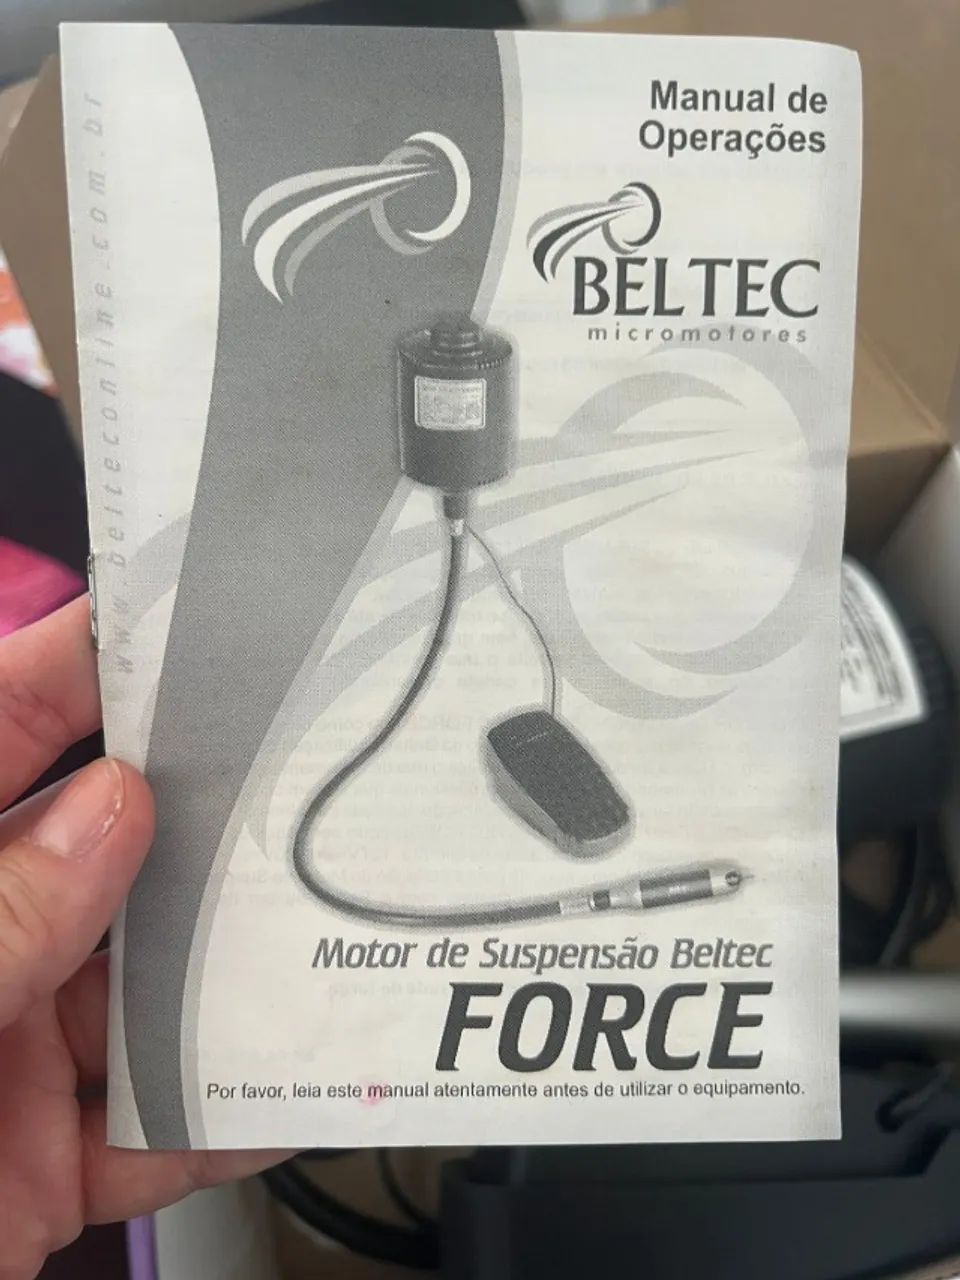 Manual de
Operações
BELTEC
micromotores
www.belteconline.com.br
Motor de Suspensão Beltec
FORCE
Por favor, leia este manual atentamente antes de utilizar o equipamento.